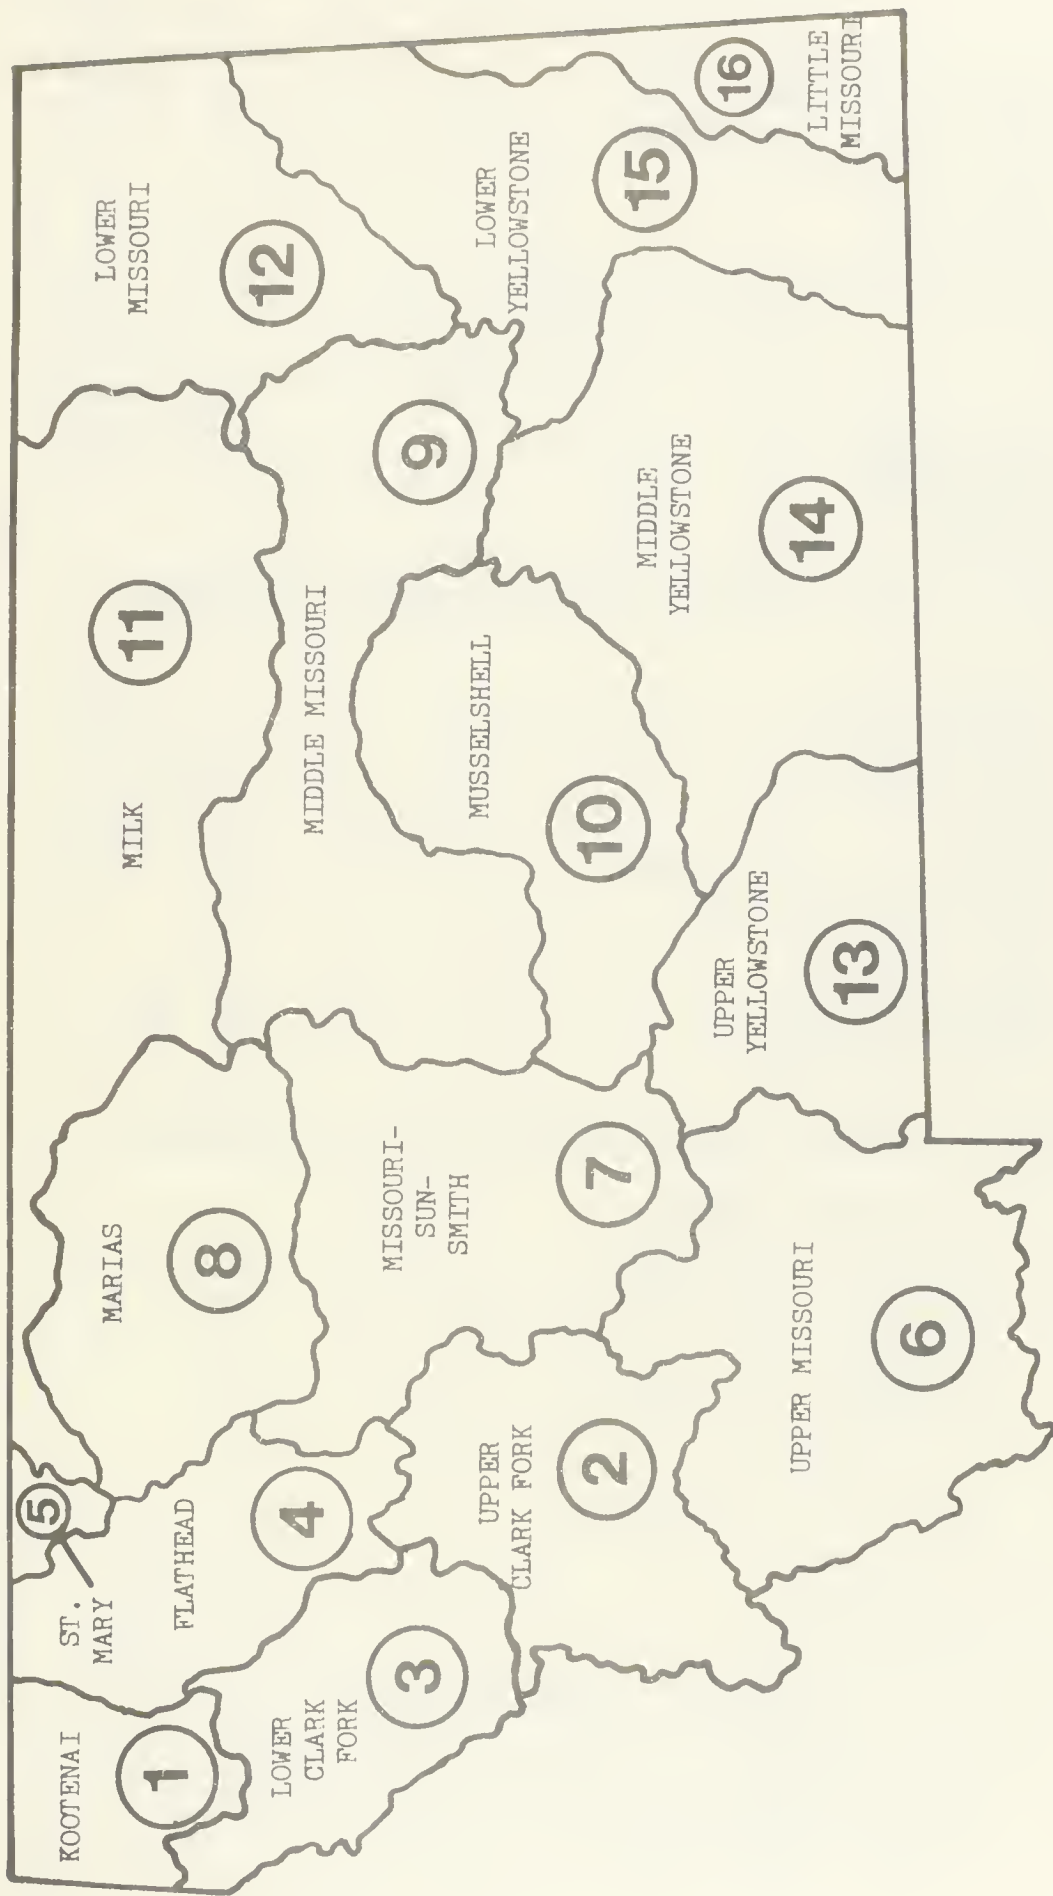 KOOTENAI
1
ST.
MARY
5
FLATHEAD
4
LOWER
CLARK
FORK
3
UPPER
CLARK FORK
2
MARIAS
8
MISSOURI-
SUN-
SMITH
7
UPPER MISSOURI
6
MILK
11
MIDDLE MISSOURI
9
MUSSELSHELL
10
UPPER
YELLOWSTONE
13
LOWER
MISSOURI
12
MIDDLE
YELLOWSTONE
14
LOWER
YELLOWSTONE
15
16
LITTLE
MISSOURI